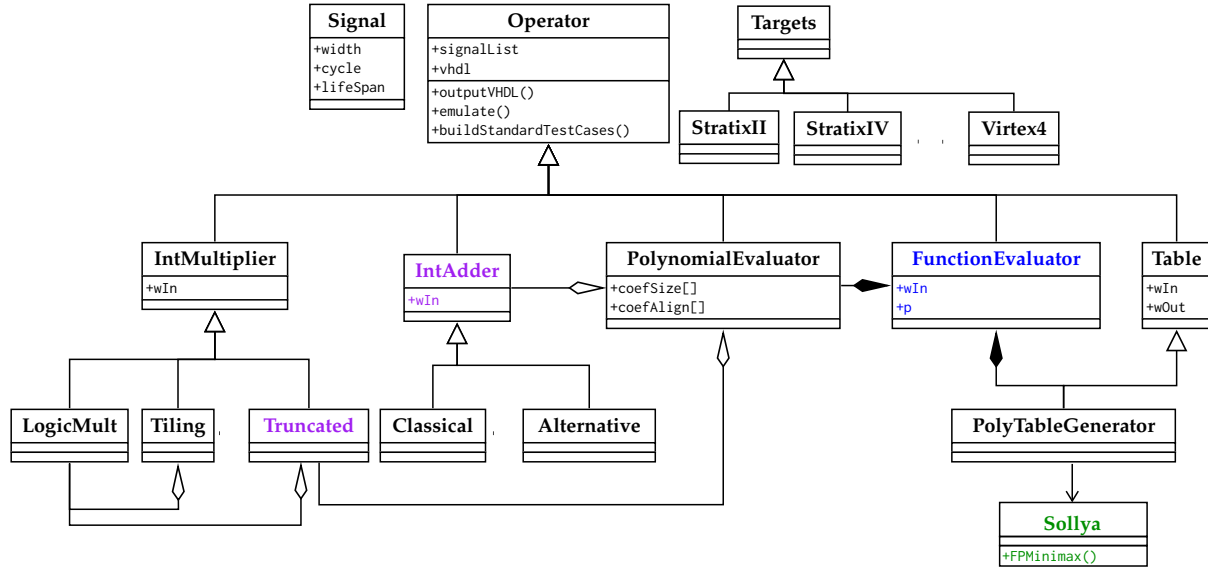 Signal
+width
+cycle
+lifeSpan
Operator
+signalList
+vhdl
+outputVHDL()
+emulate()
+buildStandardTestCases()
Targets
StratixII
StratixIV
Virtex4
IntMultiplier
+wIn
IntAdder
+wIn
PolynomialEvaluator
+coefSize[]
+coefAlign[]
FunctionEvaluator
+wIn
+p
Table
+wIn
+wOut
LogicMult
Tiling
Truncated
Classical
Alternative
PolyTableGenerator
Sollya
+FPMinimax()